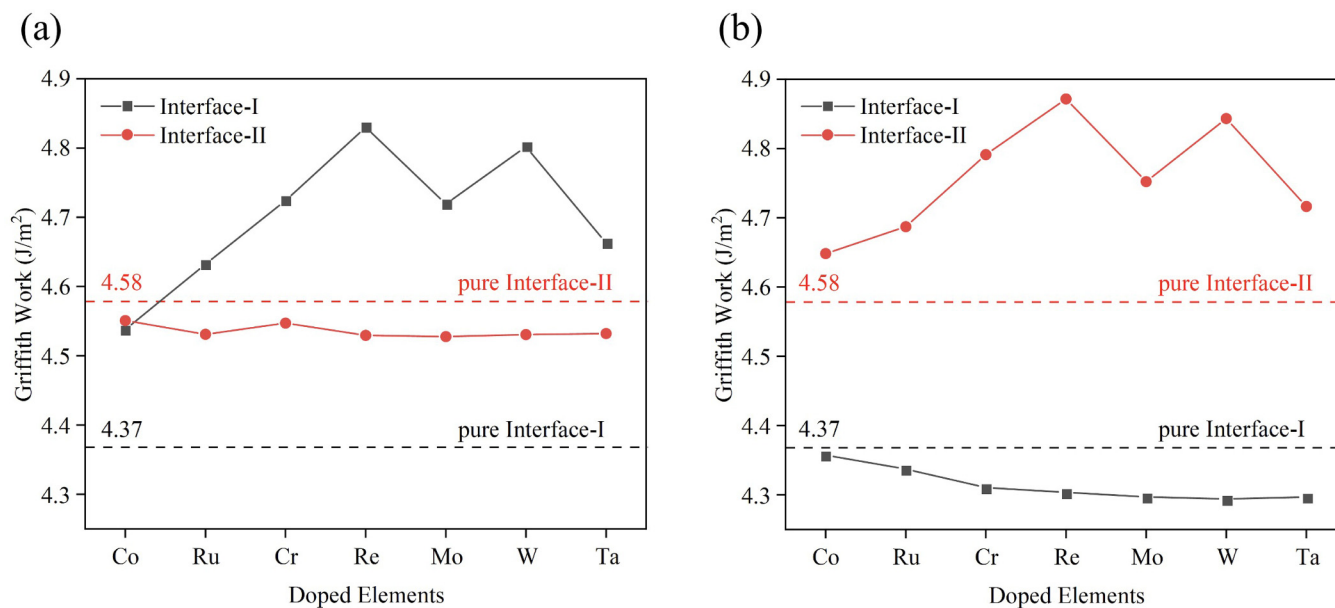 (a)
4.9
4.8
4.7
4.6
4.5
4.4
4.3
Griffith Work (J/m²)
Interface-I
Interface-II
4.58
pure Interface-II
4.37
pure Interface-I
Co Ru Cr Re Mo W Ta
Doped Elements
(b)
4.9
4.8
4.7
4.6
4.5
4.4
4.3
Griffith Work (J/m²)
Interface-I
Interface-II
4.58
pure Interface-II
4.37
pure Interface-I
Co Ru Cr Re Mo W Ta
Doped Elements